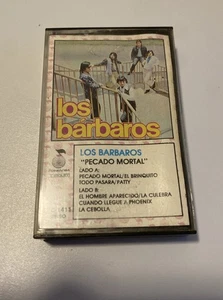 los
barbaros
LOS BARBAROS
"PECADO MORTAL"
LADO A:
PECADO MORTAL/EL BRINQUITO
TODO PASARA/PATTY
LADO B:
EL HOMBRE APARECIDO/LA CULEBRA
CUANDO LLEGUE A PHOENIX
LA CEBOLLA